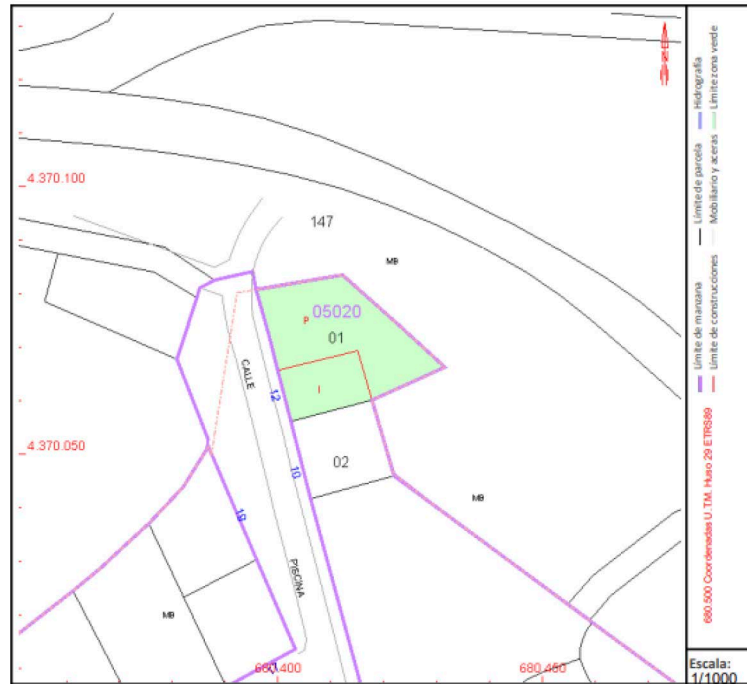 4.370.100
147
MB
05020
P
01
I
CALLE
12
4.370.050
02
10
19
MB
PISCINA
MB
680.400
680.450
Límite de manzana
Límite de parcela
Hidrografía
Límite de construcciones
Mobiliario y aceras
Límite zona verde
680.500 Coordenadas U.T.M. Huso 29 ETRS89
Escala:
1/1000